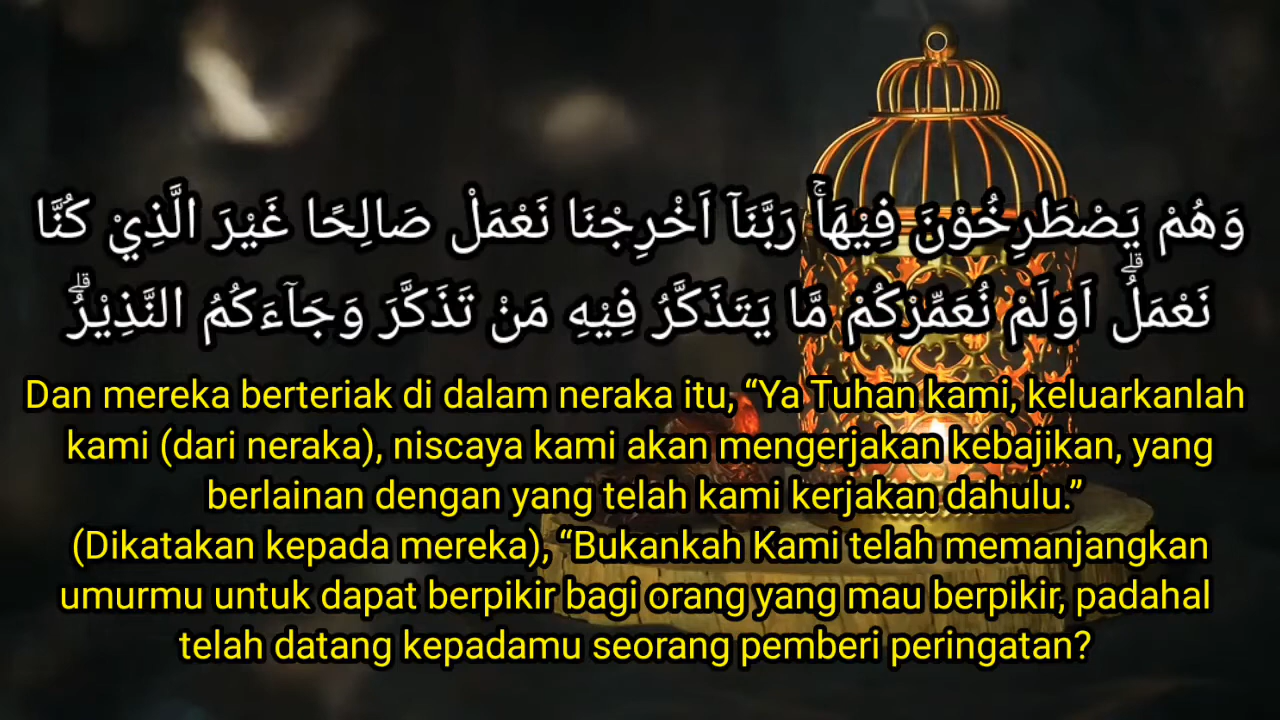 وَهُمْ يَصْطَرِخُوْنَ فِيْهَاۚ رَبَّنَآ اَخْرِجْنَا نَعْمَلْ صَالِحًا غَيْرَ الَّذِيْ كُنَّا
نَعْمَلُۗ اَوَلَمْ نُعَمِّرْكُمْ مَّا يَتَذَكَّرُ فِيْهِ مَنْ تَذَكَّرَ وَجَاۤءَكُمُ النَّذِيْرُۗ
Dan mereka berteriak di dalam neraka itu, “Ya Tuhan kami, keluarkanlah
kami (dari neraka), niscaya kami akan mengerjakan kebajikan, yang
berlainan dengan yang telah kami kerjakan dahulu.”
(Dikatakan kepada mereka), “Bukankah Kami telah memanjangkan
umurmu untuk dapat berpikir bagi orang yang mau berpikir, padahal
telah datang kepadamu seorang pemberi peringatan?